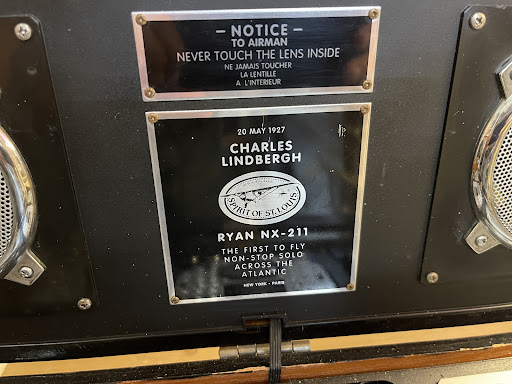 – NOTICE –
TO AIRMAN
NEVER TOUCH THE LENS INSIDE
NE JAMAIS TOUCHER
LA LENTILLE
A L'INTERIEUR
20 MAY 1927
CHARLES
LINDBERGH
SPIRIT OF ST. LOUIS
RYAN NX-211
THE FIRST TO FLY
NON-STOP SOLO
ACROSS THE
ATLANTIC
NEW YORK - PARIS